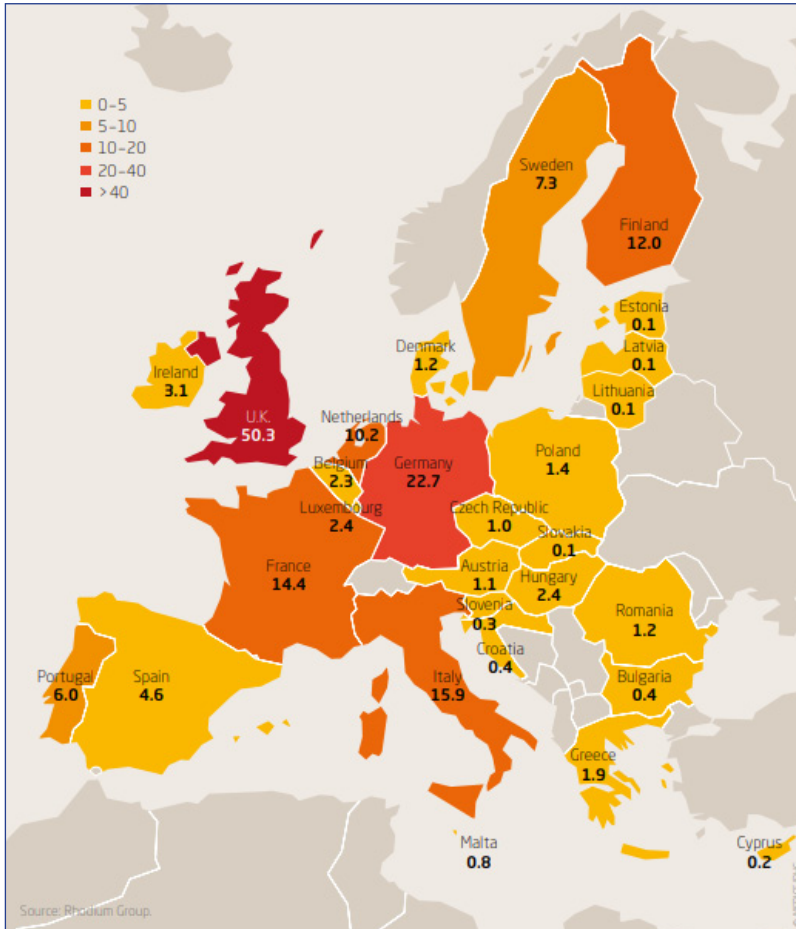 0-5
5-10
10-20
20-40
>40
Sweden
7.3
Finland
12.0
Estonia
0.1
Denmark
1.2
Latvia
0.1
Ireland
3.1
Lithuania
0.1
U.K.
50.3
Netherlands
10.2
Poland
1.4
Belgium
2.3
Germany
22.7
Luxembourg
2.4
Czech Republic
1.0
Slovakia
0.1
France
14.4
Austria
1.1
Hungary
2.4
Slovenia
0.3
Romania
1.2
Croatia
0.4
Portugal
6.0
Spain
4.6
Italy
15.9
Bulgaria
0.4
Greece
1.9
Malta
0.8
Cyprus
0.2
Source: Rhodium Group.